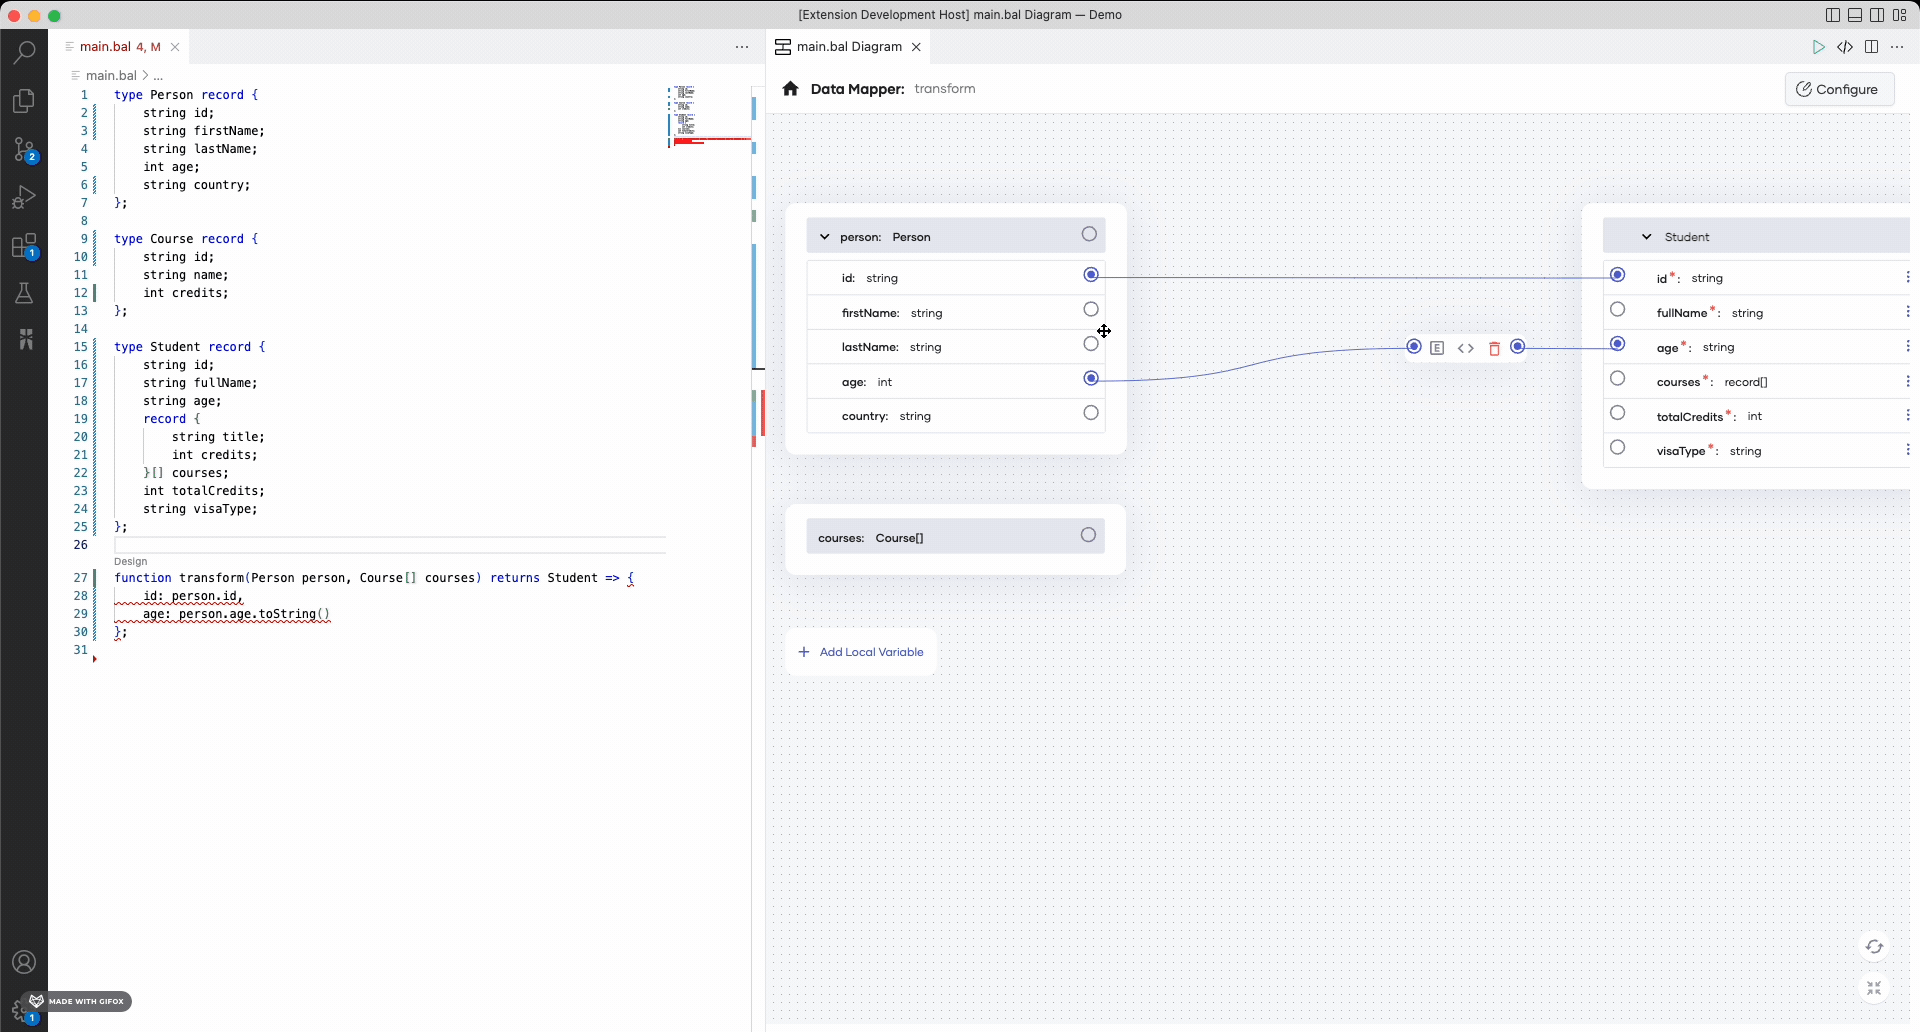 [Extension Development Host] main.bal Diagram — Demo
main.bal 4, M
main.bal Diagram
main.bal > ...
Data Mapper: transform
Configure
1 type Person record {
2 string id;
3 string firstName;
4 string lastName;
5 int age;
6 string country;
7 };
8
9 type Course record {
10 string id;
11 string name;
12 int credits;
13 };
14
15 type Student record {
16 string id;
17 string fullName;
18 string age;
19 record {
20 string title;
21 int credits;
22 }[] courses;
23 int totalCredits;
24 string visaType;
25 };
26
Design
27 function transform(Person person, Course[] courses) returns Student => {
28 id: person.id,
29 age: person.age.toString()
30 };
31
person: Person
id: string
firstName: string
lastName: string
age: int
country: string
courses: Course[]
+ Add Local Variable
E <>
Student
id*: string
fullName*: string
age*: string
courses*: record[]
totalCredits*: int
visaType*: string
2
1
1
MADE WITH GIFOX